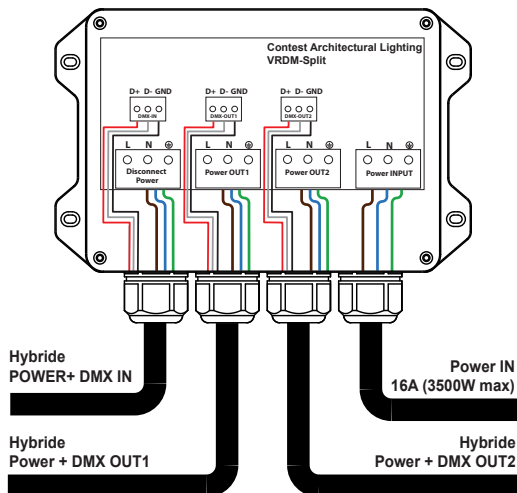 Contest Architectural Lighting
VRDM-Split
D+ D- GND
DMX-IN
D+ D- GND
DMX-OUT1
D+ D- GND
DMX-OUT2
L N ⏚
Disconnect
Power
L N ⏚
Power OUT1
L N ⏚
Power OUT2
L N ⏚
Power INPUT
Hybride
POWER+ DMX IN
Power IN
16A (3500W max)
Hybride
Power + DMX OUT1
Hybride
Power + DMX OUT2